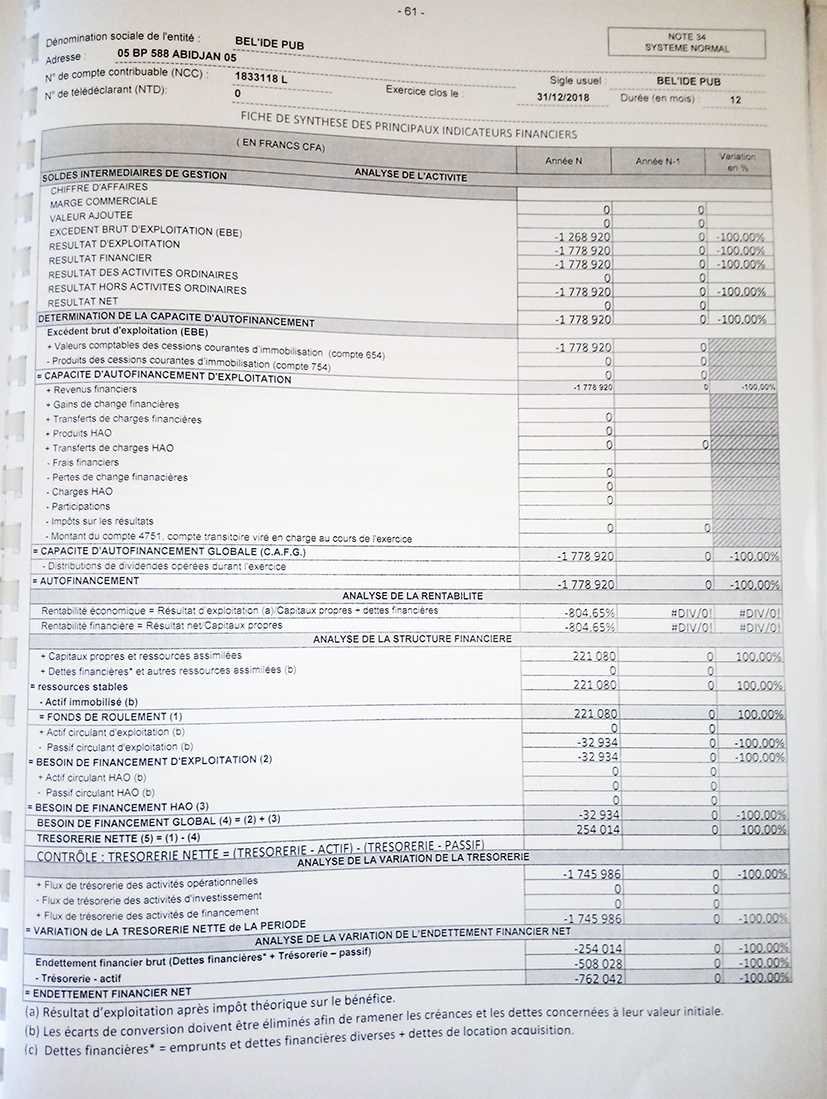 - 61 -
NOTE 34
SYSTEME NORMAL
Dénomination sociale de l'entité : BEL'IDE PUB
Adresse : 05 BP 588 ABIDJAN 05
N° de compte contribuable (NCC) : 1833118 L Sigle usuel : BEL'IDE PUB
N° de télédéclarant (NTD): 0 Exercice clos le : 31/12/2018 Durée (en mois) : 12
FICHE DE SYNTHESE DES PRINCIPAUX INDICATEURS FINANCIERS
( EN FRANCS CFA) Année N Année N-1 Variation en %
ANALYSE DE L'ACTIVITE
SOLDES INTERMEDIAIRES DE GESTION
CHIFFRE D'AFFAIRES 0 0
MARGE COMMERCIALE 0 0
VALEUR AJOUTEE -1 268 920 0 -100,00%
EXCEDENT BRUT D'EXPLOITATION (EBE) -1 778 920 0 -100,00%
RESULTAT D'EXPLOITATION -1 778 920 0 -100,00%
RESULTAT FINANCIER 0 0
RESULTAT DES ACTIVITES ORDINAIRES -1 778 920 0 -100,00%
RESULTAT HORS ACTIVITES ORDINAIRES 0 0
RESULTAT NET -1 778 920 0 -100,00%
DETERMINATION DE LA CAPACITE D'AUTOFINANCEMENT
Excédent brut d'exploitation (EBE) -1 778 920 0
+ Valeurs comptables des cessions courantes d'immobilisation (compte 654) 0 0
- Produits des cessions courantes d'immobilisation (compte 754) 0 0
= CAPACITE D'AUTOFINANCEMENT D'EXPLOITATION -1 778 920 0 -100,00%
+ Revenus financiers
+ Gains de change financières 0
+ Transferts de charges financières 0
+ Produits HAO 0 0
+ Transferts de charges HAO
- Frais financiers 0
- Pertes de change finanacières 0
- Charges HAO 0
- Participations
- Impôts sur les résultats 0 0
- Montant du compte 4751, compte transitoire viré en charge au cours de l'exercice
= CAPACITE D'AUTOFINANCEMENT GLOBALE (C.A.F.G.) -1 778 920 0 -100,00%
- Distributions de dividendes opérées durant l'exercice
= AUTOFINANCEMENT -1 778 920 0 -100,00%
ANALYSE DE LA RENTABILITE
Rentabilité économique = Résultat d'exploitation (a)/Capitaux propres + dettes financières -804,65% #DIV/0! #DIV/0!
Rentabilité financière = Résultat net/Capitaux propres -804,65% #DIV/0! #DIV/0!
ANALYSE DE LA STRUCTURE FINANCIERE
+ Capitaux propres et ressources assimilées 221 080 0 100,00%
+ Dettes financières* et autres ressources assimilées (b) 0 0
= ressources stables 221 080 0 100,00%
- Actif immobilisé (b)
= FONDS DE ROULEMENT (1) 221 080 0 100,00%
+ Actif circulant d'exploitation (b) 0 0
- Passif circulant d'exploitation (b) -32 934 0 -100,00%
= BESOIN DE FINANCEMENT D'EXPLOITATION (2) -32 934 0 -100,00%
+ Actif circulant HAO (b) 0 0
- Passif circulant HAO (b) 0 0
= BESOIN DE FINANCEMENT HAO (3) 0 0
BESOIN DE FINANCEMENT GLOBAL (4) = (2) + (3) -32 934 0 -100,00%
TRESORERIE NETTE (5) = (1) - (4) 254 014 0 100,00%
CONTRÔLE : TRESORERIE NETTE = (TRESORERIE - ACTIF) - (TRESORERIE - PASSIF)
ANALYSE DE LA VARIATION DE LA TRESORERIE
+ Flux de trésorerie des activités opérationnelles -1 745 986 0 -100,00%
- Flux de trésorerie des activités d'investissement 0 0
+ Flux de trésorerie des activités de financement 0 0
= VARIATION de LA TRESORERIE NETTE de LA PERIODE -1 745 986 0 -100,00%
ANALYSE DE LA VARIATION DE L'ENDETTEMENT FINANCIER NET
Endettement financier brut (Dettes financières* + Trésorerie – passif) -254 014 0 -100,00%
- Trésorerie - actif -508 028 0 -100,00%
= ENDETTEMENT FINANCIER NET -762 042 0 -100,00%
(a) Résultat d'exploitation après impôt théorique sur le bénéfice.
(b) Les écarts de conversion doivent être éliminés afin de ramener les créances et les dettes concernées à leur valeur initiale.
(c) Dettes financières* = emprunts et dettes financières diverses + dettes de location acquisition.